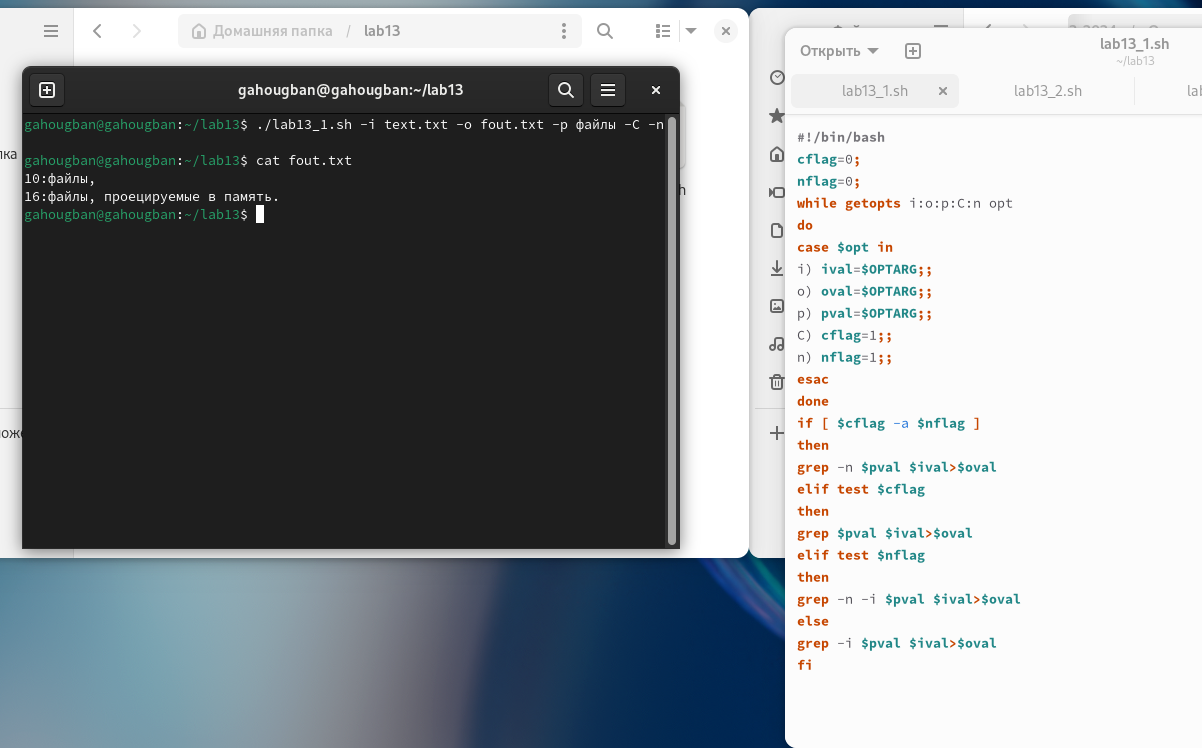 Домашняя папка / lab13
gahougban@gahougban:~/lab13
gahougban@gahougban:~/lab13$ ./lab13_1.sh -i text.txt -o fout.txt -p файлы -C -n
gahougban@gahougban:~/lab13$ cat fout.txt
10:файлы,
16:файлы, проецируемые в память.
gahougban@gahougban:~/lab13$
Открыть
lab13_1.sh
~/lab13
lab13_1.sh
lab13_2.sh
#!/bin/bash
cflag=0;
nflag=0;
while getopts i:o:p:C:n opt
do
case $opt in
i) ival=$OPTARG;;
o) oval=$OPTARG;;
p) pval=$OPTARG;;
C) cflag=1;;
n) nflag=1;;
esac
done
if [ $cflag -a $nflag ]
then
grep -n $pval $ival>$oval
elif test $cflag
then
grep $pval $ival>$oval
elif test $nflag
then
grep -n -i $pval $ival>$oval
else
grep -i $pval $ival>$oval
fi